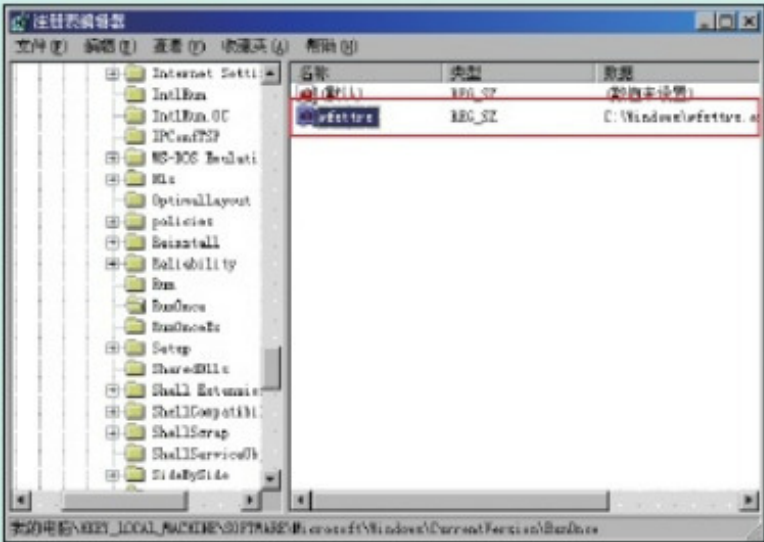 注册表编辑器
文件(F) 编辑(E) 查看(V) 收藏夹(A) 帮助(H)
Internet Setti
IntlRun
IntlRun.OC
IPConfTSP
MS-DOS Emulati
Nls
OptimalLayout
policies
Reinstall
Reliability
Run
RunOnce
RunOnceEx
Setup
SharedDlls
Shell Extensio
ShellCompatibi
ShellScrap
ShellServiceOb
SideBySide
名称 类型 数据
(默认) REG_SZ (数值未设置)
REG_SZ
我的电脑\HKEY_LOCAL_MACHINE\SOFTWARE\Microsoft\Windows\CurrentVersion\RunOnce